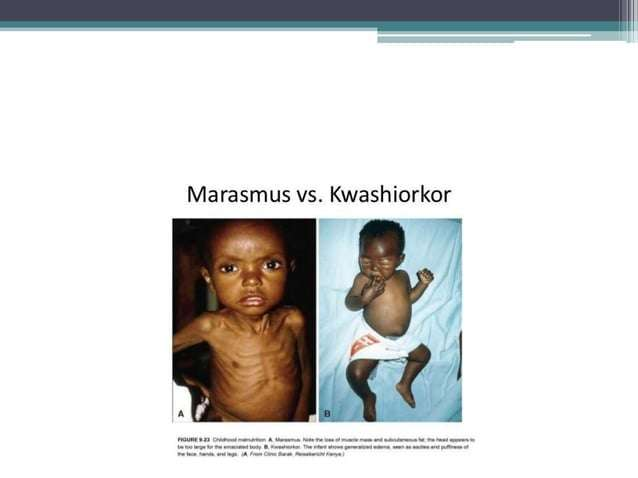 Marasmus vs. Kwashiorkor
A
B
FIGURE 9-23 Childhood malnutrition. A, Marasmus. Note the loss of muscle mass and subcutaneous fat; the head appears to
be too large for the emaciated body. B, Kwashiorkor. The infant shows generalized edema, seen as ascites and puffiness of
the face, hands, and legs. (A, From Clinic Barak, Reisebericht Kenya.)